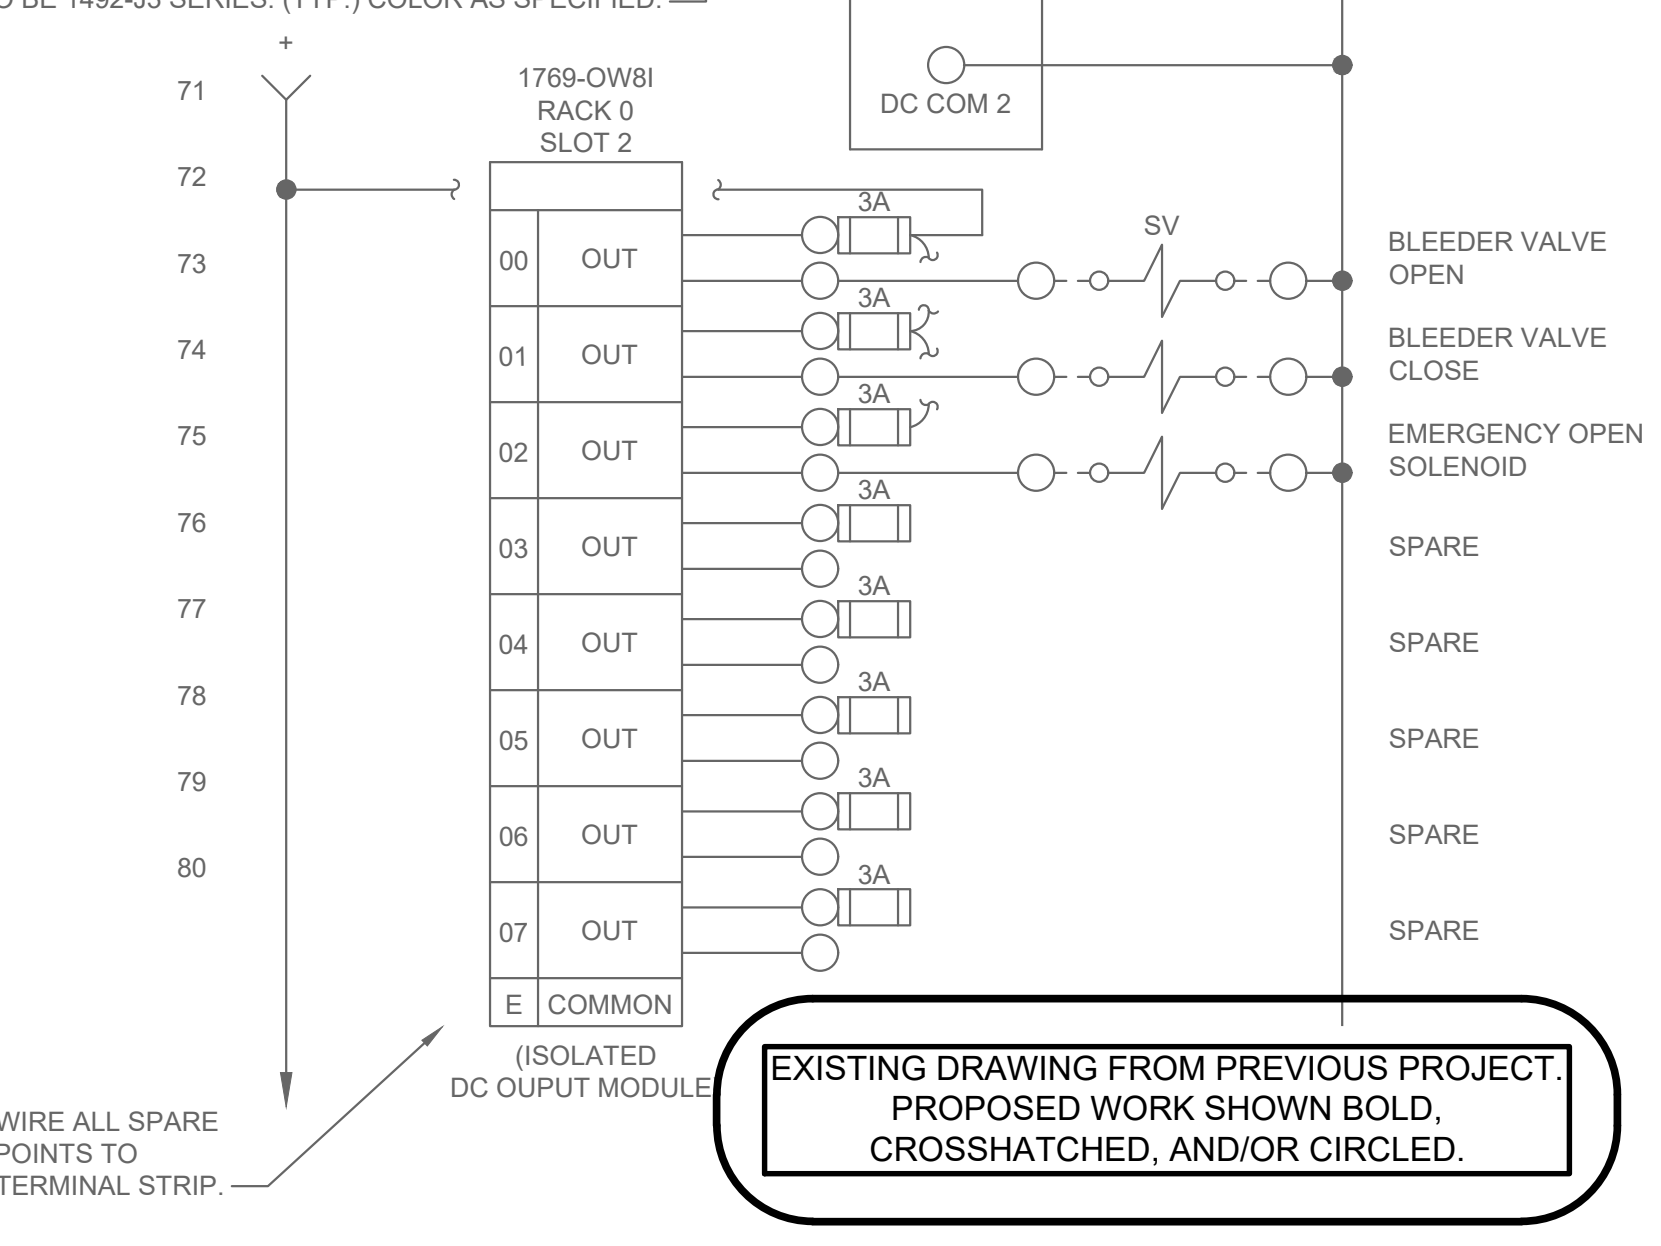 O BE 1492-J3 SERIES. (TYP.) COLOR AS SPECIFIED.
+
71
72
73
74
75
76
77
78
79
80
1769-OW8I
RACK 0
SLOT 2
DC COM 2
00 OUT
01 OUT
02 OUT
03 OUT
04 OUT
05 OUT
06 OUT
07 OUT
E COMMON
3A
3A
3A
3A
3A
3A
3A
3A
SV
BLEEDER VALVE
OPEN
BLEEDER VALVE
CLOSE
EMERGENCY OPEN
SOLENOID
SPARE
SPARE
SPARE
SPARE
SPARE
(ISOLATED
DC OUPUT MODULE
WIRE ALL SPARE
POINTS TO
TERMINAL STRIP.
EXISTING DRAWING FROM PREVIOUS PROJECT.
PROPOSED WORK SHOWN BOLD,
CROSSHATCHED, AND/OR CIRCLED.